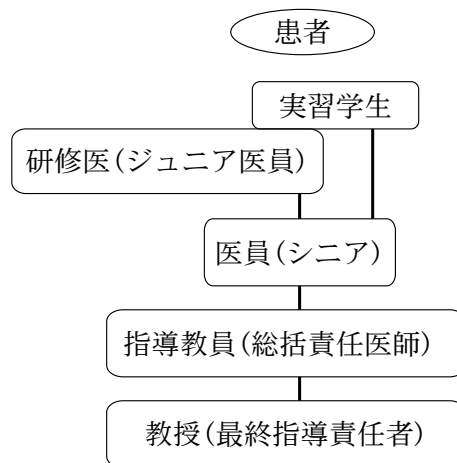 患者
実習学生
研修医(ジュニア医員)
医員(シニア)
指導教員(総括責任医師)
教授(最終指導責任者)